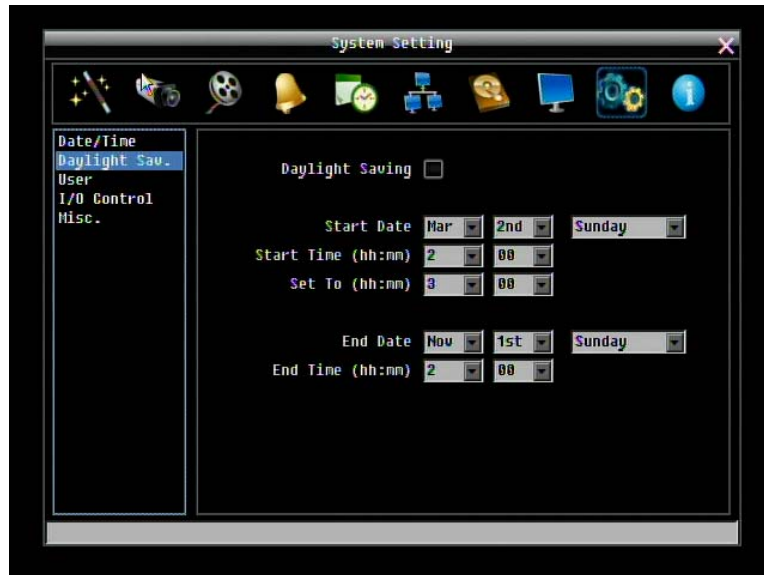 System Setting
Date/Time
Daylight Sav.
User
I/O Control
Misc.
Daylight Saving
Start Date Mar 2nd Sunday
Start Time (hh:mm) 2 00
Set To (hh:mm) 3 00
End Date Nov 1st Sunday
End Time (hh:mm) 2 00